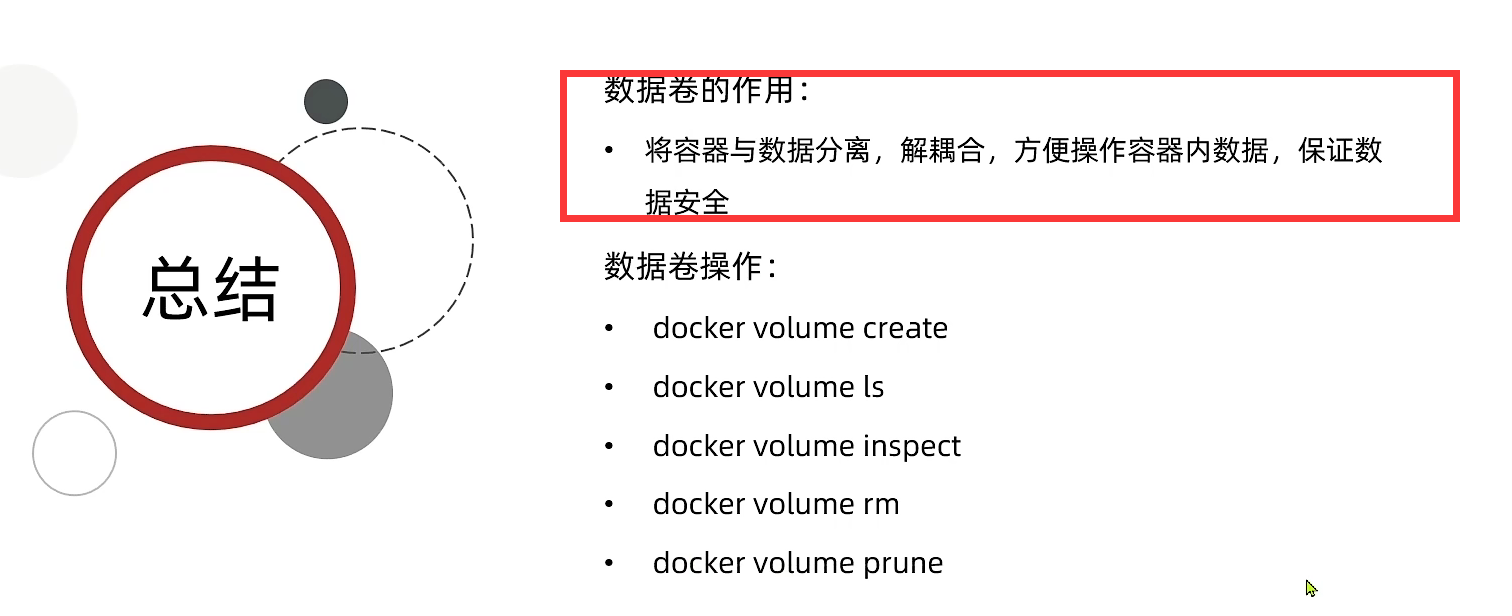 总结
数据卷的作用：
• 将容器与数据分离，解耦合，方便操作容器内数据，保证数
据安全
数据卷操作：
• docker volume create
• docker volume ls
• docker volume inspect
• docker volume rm
• docker volume prune